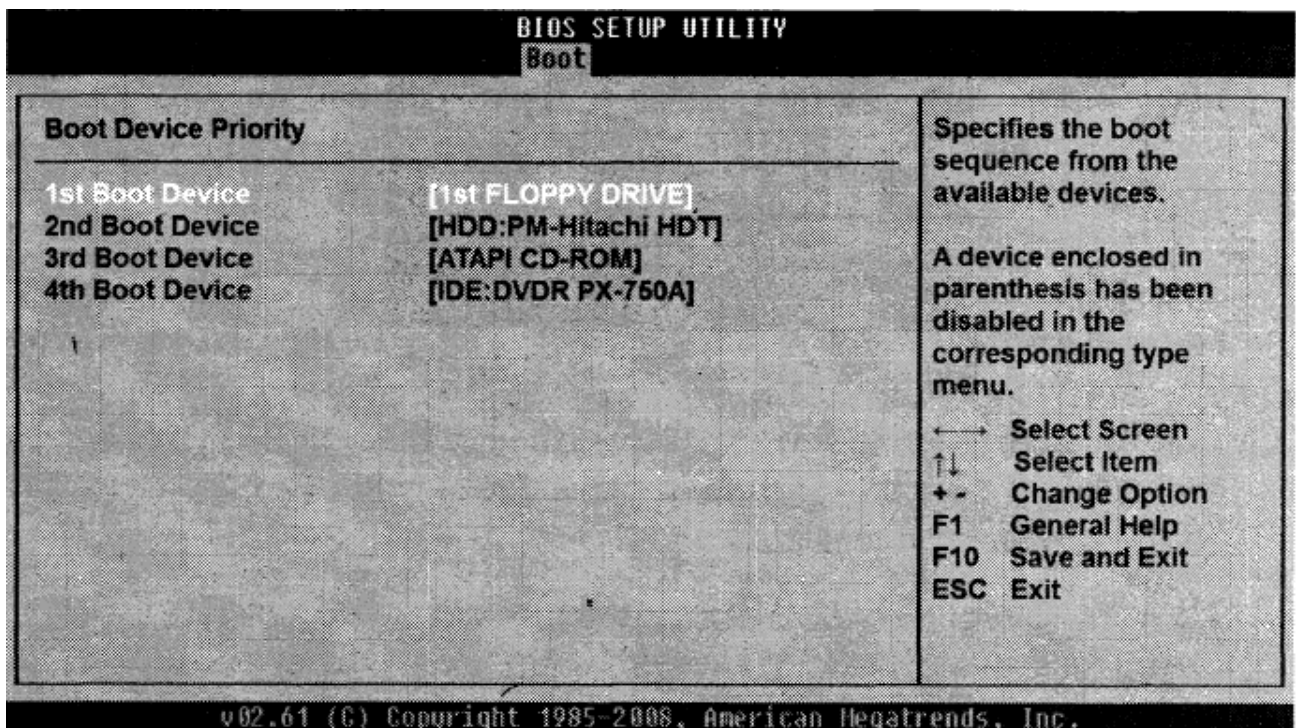 BIOS SETUP UTILITY
Boot
Boot Device Priority
1st Boot Device [1st FLOPPY DRIVE]
2nd Boot Device [HDD:PM-Hitachi HDT]
3rd Boot Device [ATAPI CD-ROM]
4th Boot Device [IDE:DVDR PX-750A]
Specifies the boot
sequence from the
available devices.
A device enclosed in
parenthesis has been
disabled in the
corresponding type
menu.
←→ Select Screen
↑↓ Select Item
+ - Change Option
F1 General Help
F10 Save and Exit
ESC Exit
v02.61 (C) Copyright 1985-2008, American Megatrends, Inc.